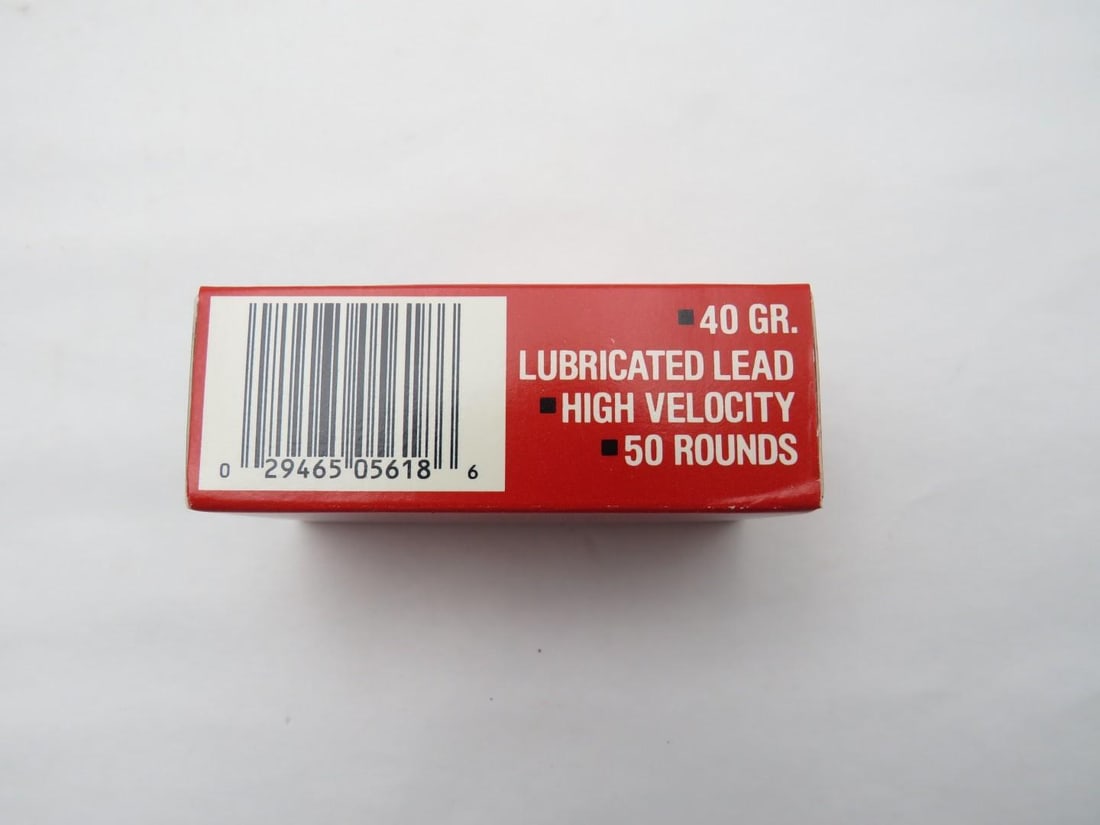 0 29465 05618 6
■ 40 GR.
LUBRICATED LEAD
■ HIGH VELOCITY
■ 50 ROUNDS